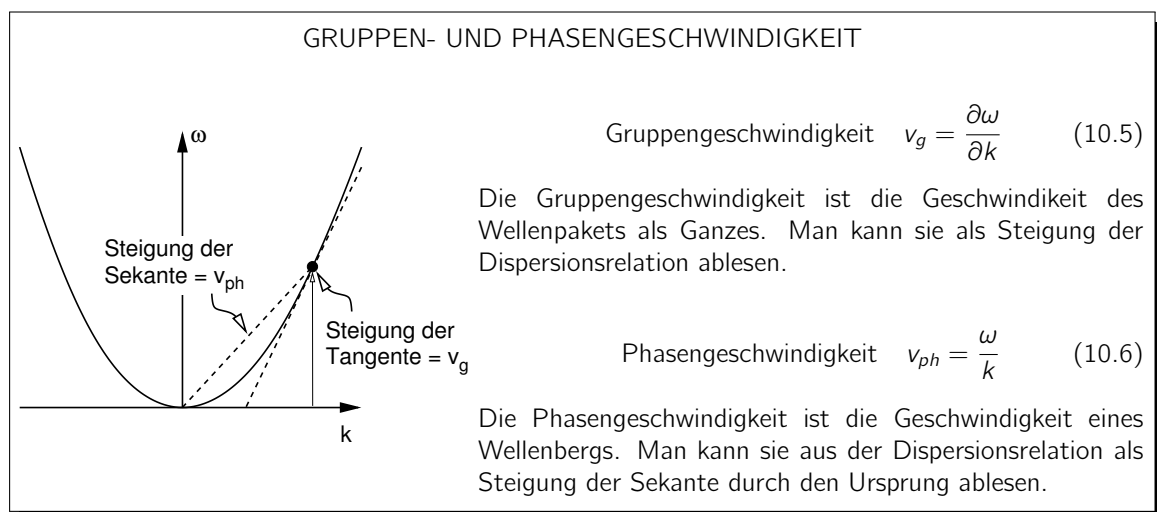 GRUPPEN- UND PHASENGESCHWINDIGKEIT
ω
Steigung der
Sekante = v_ph
Steigung der
Tangente = v_g
k
Gruppengeschwindigkeit v_g = ∂ω/∂k (10.5)
Die Gruppengeschwindigkeit ist die Geschwindikeit des
Wellenpakets als Ganzes. Man kann sie als Steigung der
Dispersionsrelation ablesen.
Phasengeschwindigkeit v_ph = ω/k (10.6)
Die Phasengeschwindigkeit ist die Geschwindigkeit eines
Wellenbergs. Man kann sie aus der Dispersionsrelation als
Steigung der Sekante durch den Ursprung ablesen.